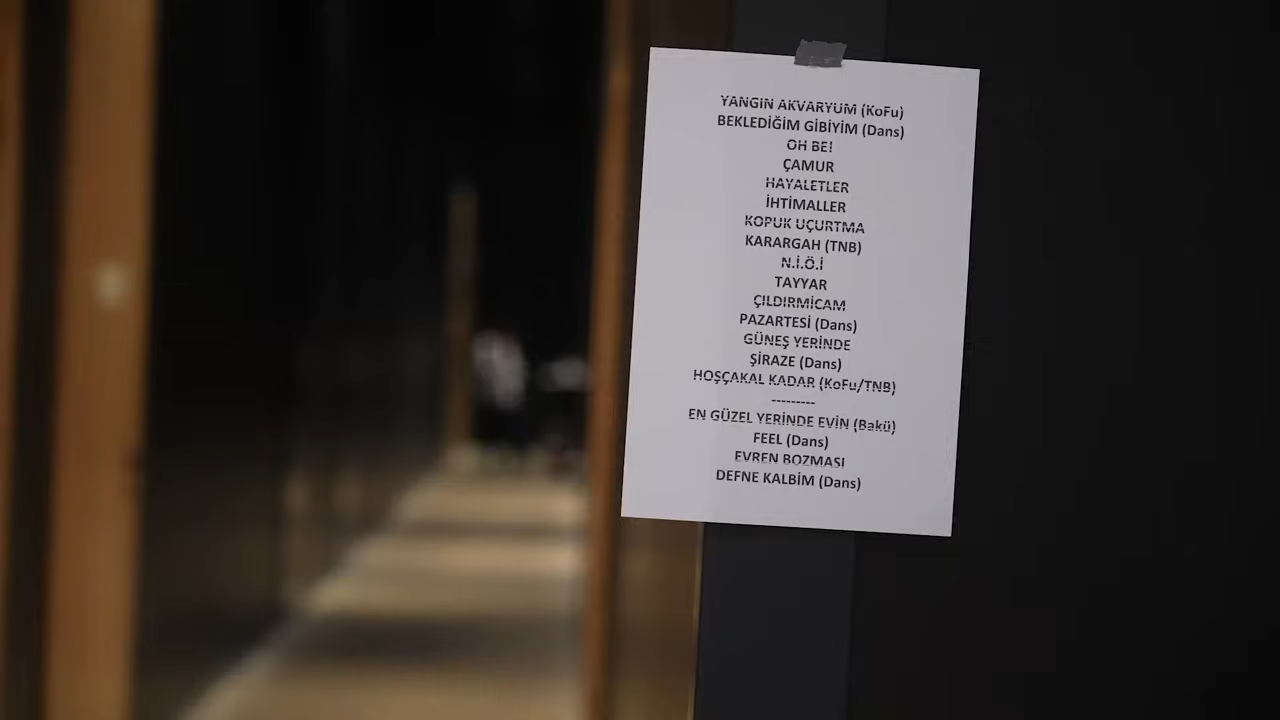 YANGIN AKVARYUM (KoFu)
BEKLEDİĞİM GİBİYİM (Dans)
OH BE!
ÇAMUR
HAYALETLER
İHTİMALLER
KOPUK UÇURTMA
KARARGAH (TNB)
N.İ.Ö.İ
TAYYAR
ÇILDIRMİCAM
PAZARTESİ (Dans)
GÜNEŞ YERİNDE
ŞİRAZE (Dans)
HOŞÇAKAL KADAR (KoFu/TNB)
---------
EN GÜZEL YERİNDE EVİN (Bakü)
FEEL (Dans)
EVREN BOZMASI
DEFNE KALBİM (Dans)